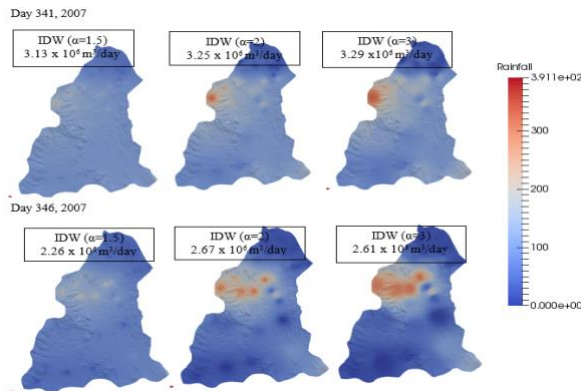 Day 341, 2007
IDW (α=1.5)
3.13 x 10⁶ m³/day
IDW (α=2)
3.25 x 10⁶ m³/day
IDW (α=3)
3.29 x 10⁶ m³/day
Rainfall
3.911e+02
300
200
100
0.000e+00
Day 346, 2007
IDW (α=1.5)
2.26 x 10⁶ m³/day
IDW (α=2)
2.67 x 10⁶ m³/day
IDW (α=3)
2.61 x 10⁶ m³/day